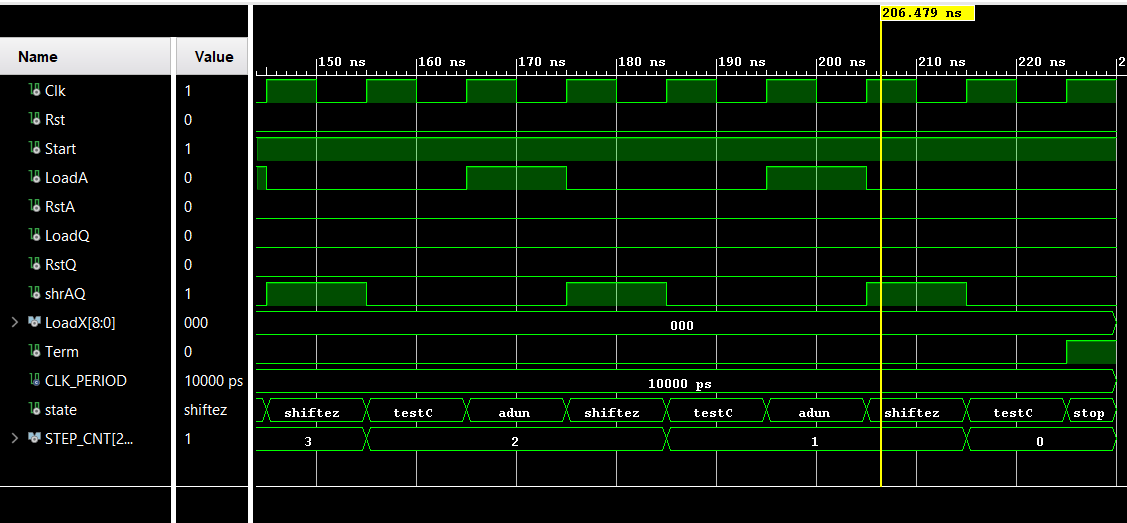 206.479 ns
Name Value
150 ns 160 ns 170 ns 180 ns 190 ns 200 ns 210 ns 220 ns 2
Clk 1
Rst 0
Start 1
LoadA 0
RstA 0
LoadQ 0
RstQ 0
shrAQ 1
LoadX[8:0] 000 000
Term 0
CLK_PERIOD 10000 ps 10000 ps
state shiftez shiftez testC adun shiftez testC adun shiftez testC stop
STEP_CNT[2... 1 3 2 1 0